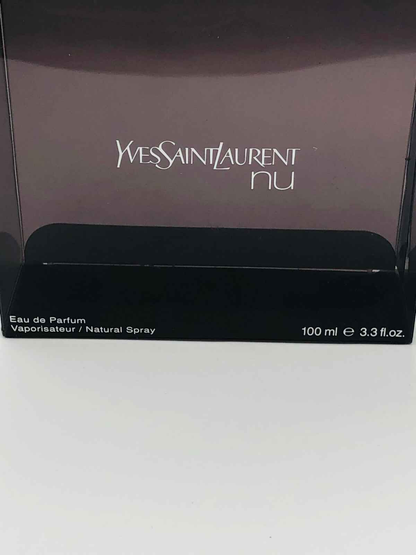 YVESSAINTLAURENT
nu
Eau de Parfum
Vaporisateur / Natural Spray
100 ml ℮ 3.3 fl.oz.